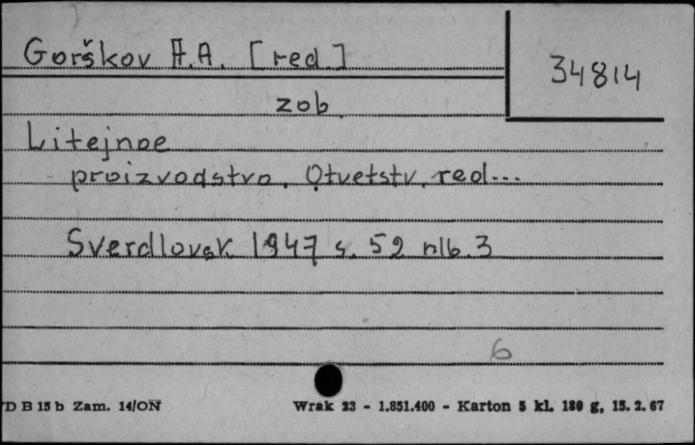 Gorškov A.A. [red.]
34814
zob.
Litejnoe
proizvodstvo. Otvetstv. red...
Sverdlovsk 1947 s. 52 nlb. 3
6
D B 15 b Zam. 14/ON
Wrak 23 - 1.851.400 - Karton 5 kl. 180 g, 15. 2. 67